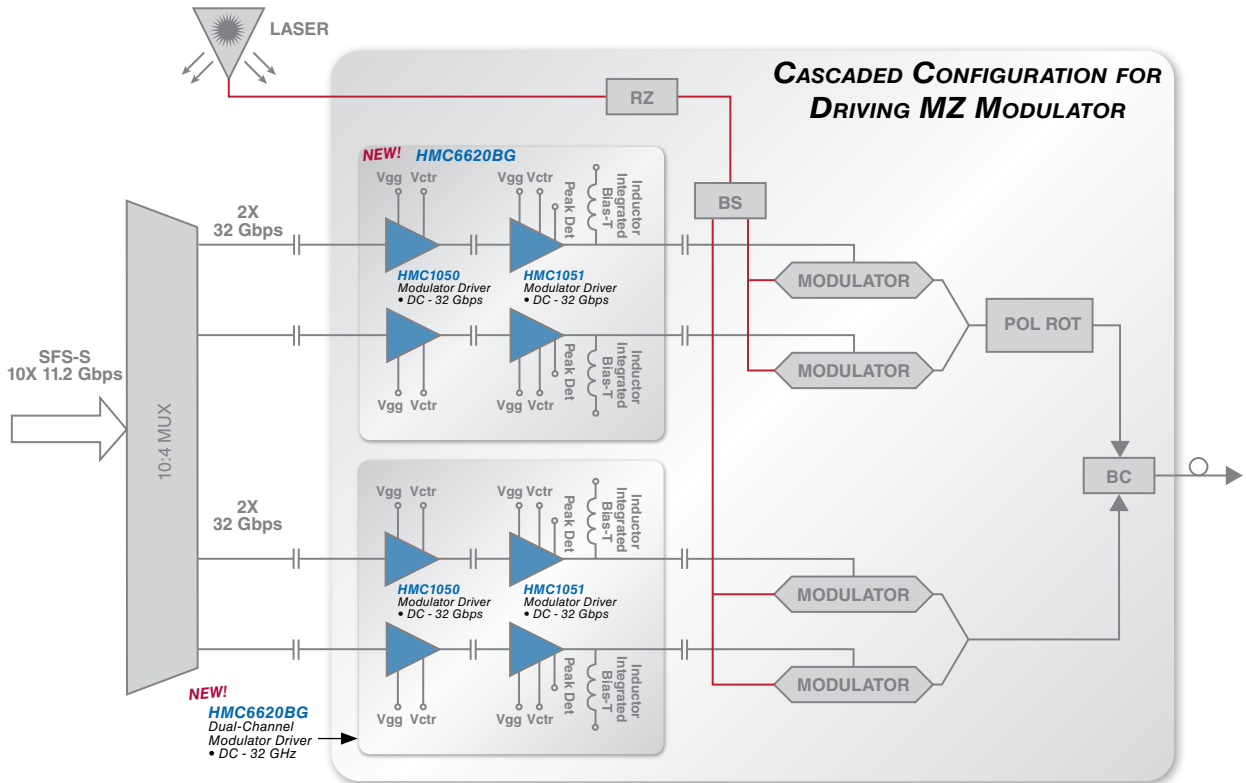 LASER
CASCADED CONFIGURATION FOR
DRIVING MZ MODULATOR
RZ
NEW! HMC6620BG
Vgg Vctr
Vgg Vctr
Peak Det
Inductor
Integrated
Bias-T
BS
2X
32 Gbps
HMC1050
Modulator Driver
• DC - 32 Gbps
HMC1051
Modulator Driver
• DC - 32 Gbps
MODULATOR
POL ROT
MODULATOR
Vgg Vctr
Vgg Vctr
Peak Det
Inductor
Integrated
Bias-T
SFS-S
10X 11.2 Gbps
10:4 MUX
BC
Vgg Vctr
Vgg Vctr
Peak Det
Inductor
Integrated
Bias-T
2X
32 Gbps
HMC1050
Modulator Driver
• DC - 32 Gbps
HMC1051
Modulator Driver
• DC - 32 Gbps
MODULATOR
MODULATOR
Vgg Vctr
Vgg Vctr
Peak Det
Inductor
Integrated
Bias-T
NEW!
HMC6620BG
Dual-Channel
Modulator Driver
• DC - 32 GHz